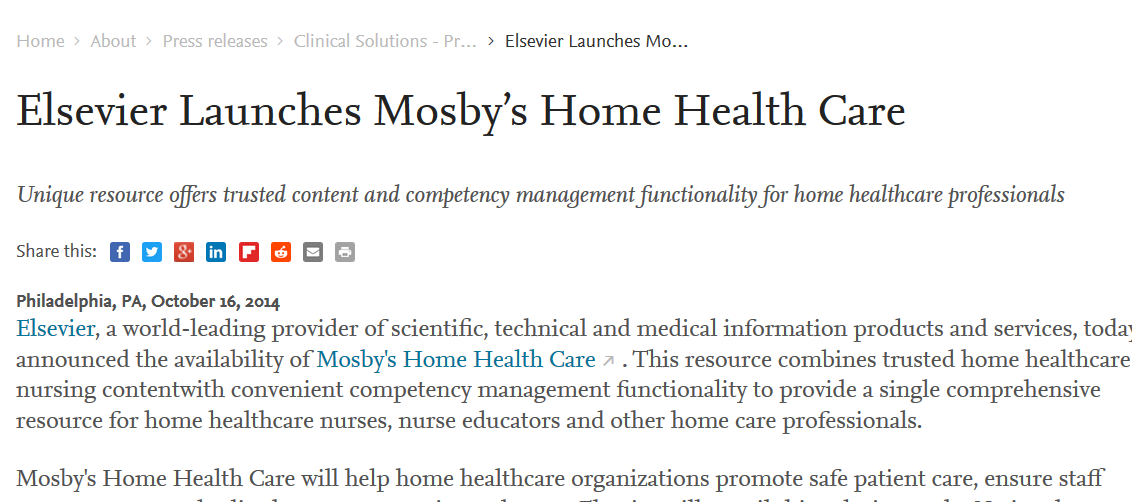 Home > About > Press releases > Clinical Solutions - Pr... > Elsevier Launches Mo...
Elsevier Launches Mosby’s Home Health Care
Unique resource offers trusted content and competency management functionality for home healthcare professionals
Share this:
Philadelphia, PA, October 16, 2014
Elsevier, a world-leading provider of scientific, technical and medical information products and services, today
announced the availability of Mosby's Home Health Care . This resource combines trusted home healthcare
nursing contentwith convenient competency management functionality to provide a single comprehensive
resource for home healthcare nurses, nurse educators and other home care professionals.
Mosby's Home Health Care will help home healthcare organizations promote safe patient care, ensure staff